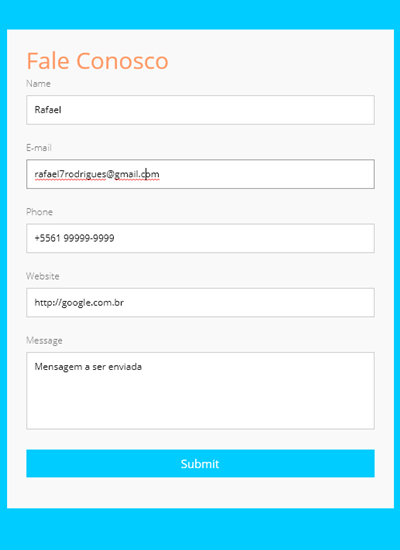 Fale Conosco
Name
Rafael
E-mail
rafael7rodrigues@gmail.com
Phone
+5561 99999-9999
Website
http://google.com.br
Message
Mensagem a ser enviada
Submit